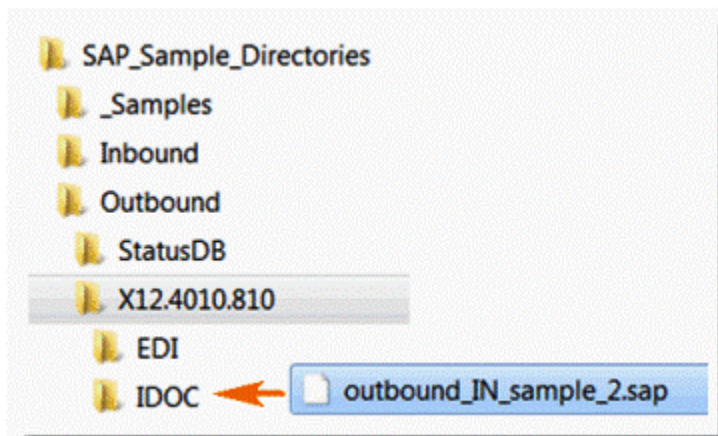 SAP_Sample_Directories
_Samples
Inbound
Outbound
StatusDB
X12.4010.810
EDI
IDOC outbound_IN_sample_2.sap